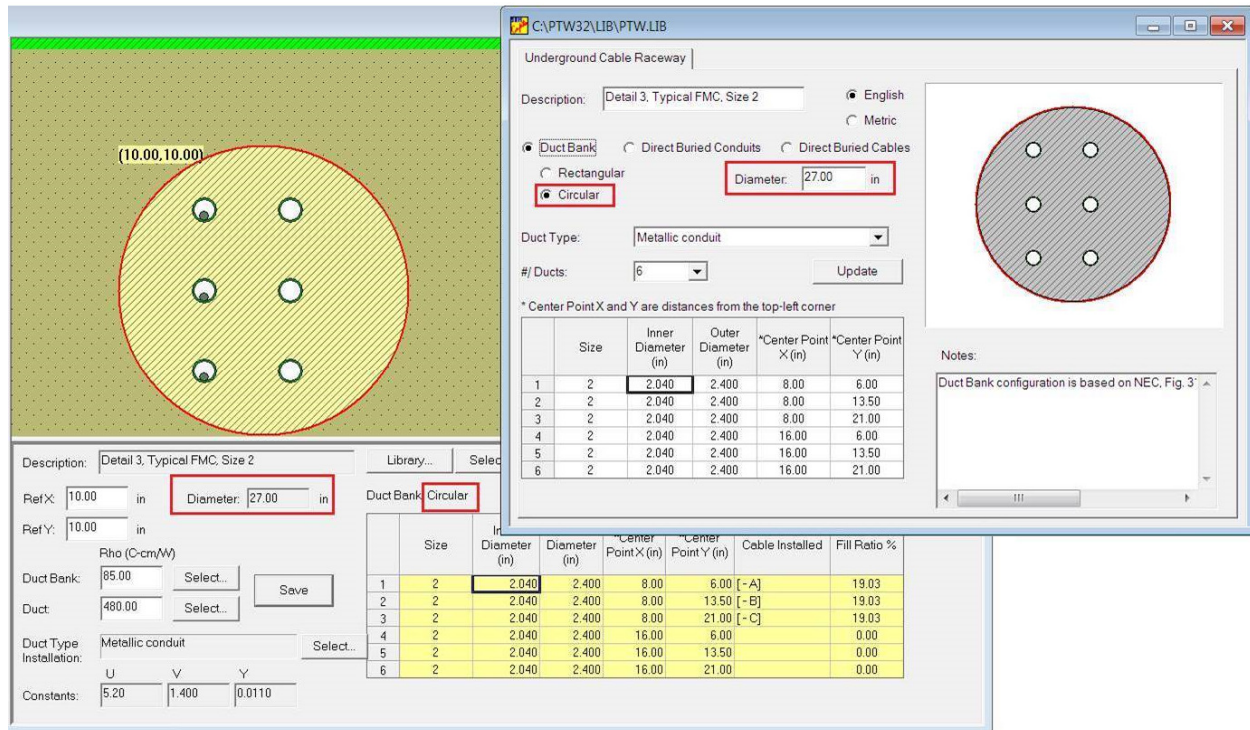 C:\PTW32\LIB\PTW.LIB
Underground Cable Raceway
Description: Detail 3, Typical FMC, Size 2
English
Metric
Duct Bank Direct Buried Conduits Direct Buried Cables
Rectangular
Circular
Diameter: 27.00 in
Duct Type: Metallic conduit
#/ Ducts: 6 Update
* Center Point X and Y are distances from the top-left corner
Size Inner Diameter (in) Outer Diameter (in) *Center Point X (in) *Center Point Y (in)
1 2 2.040 2.400 8.00 6.00
2 2 2.040 2.400 8.00 13.50
3 2 2.040 2.400 8.00 21.00
4 2 2.040 2.400 16.00 6.00
5 2 2.040 2.400 16.00 13.50
6 2 2.040 2.400 16.00 21.00
Notes:
Duct Bank configuration is based on NEC, Fig. 3
(10.00,10.00)
Description: Detail 3, Typical FMC, Size 2 Library... Selec
Ref X: 10.00 in Diameter: 27.00 in Duct Bank Circular
Ref Y: 10.00 in
Rho (C-cm/W)
Duct Bank: 85.00 Select... Save
Duct: 480.00 Select...
Duct Type Installation: Metallic conduit Select...
U V Y
Constants: 5.20 1.400 0.0110
Size Diameter (in) Diameter (in) *Center Point X (in) *Center Point Y (in) Cable Installed Fill Ratio %
1 2 2.040 2.400 8.00 6.00 [ - A] 19.03
2 2 2.040 2.400 8.00 13.50 [ - B] 19.03
3 2 2.040 2.400 8.00 21.00 [ - C] 19.03
4 2 2.040 2.400 16.00 6.00 0.00
5 2 2.040 2.400 16.00 13.50 0.00
6 2 2.040 2.400 16.00 21.00 0.00